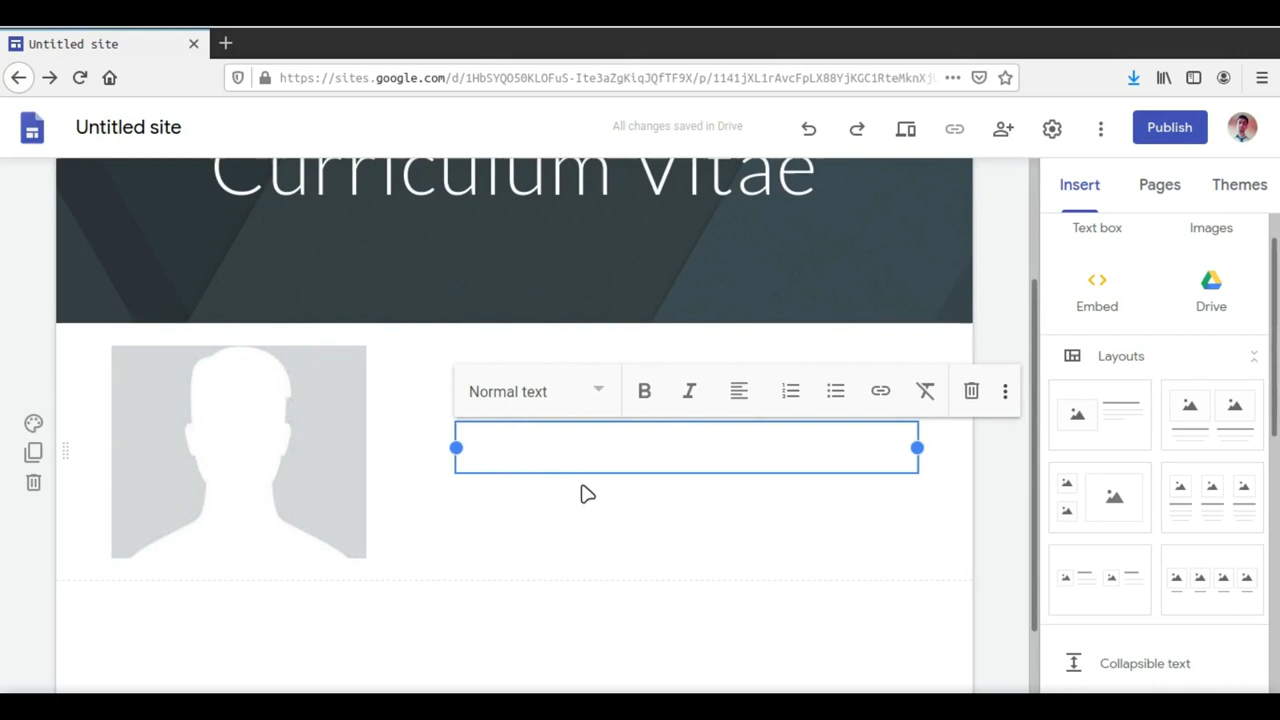 Untitled site
https://sites.google.com/d/1HbSYQO50KLOFuS-Ite3aZgKiqJQfTF9X/p/1141jXL1rAvcFpLX88YjKGC1RteMknXj
Untitled site
All changes saved in Drive
Publish
Insert
Pages
Themes
Curriculum Vitae
Text box
Images
Embed
Drive
Layouts
Normal text
B
I
Collapsible text